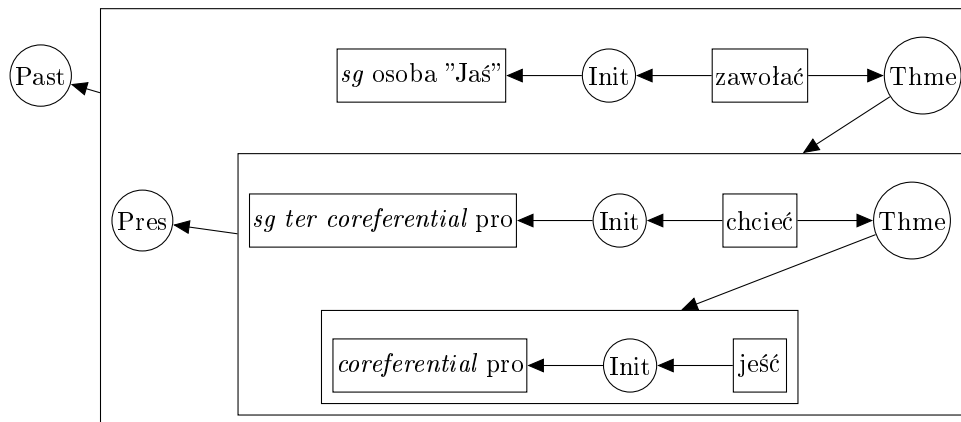 Past
sg osoba "Jaś" Init zawołać Thme
Pres
sg ter coreferential pro Init chcieć Thme
coreferential pro Init jeść